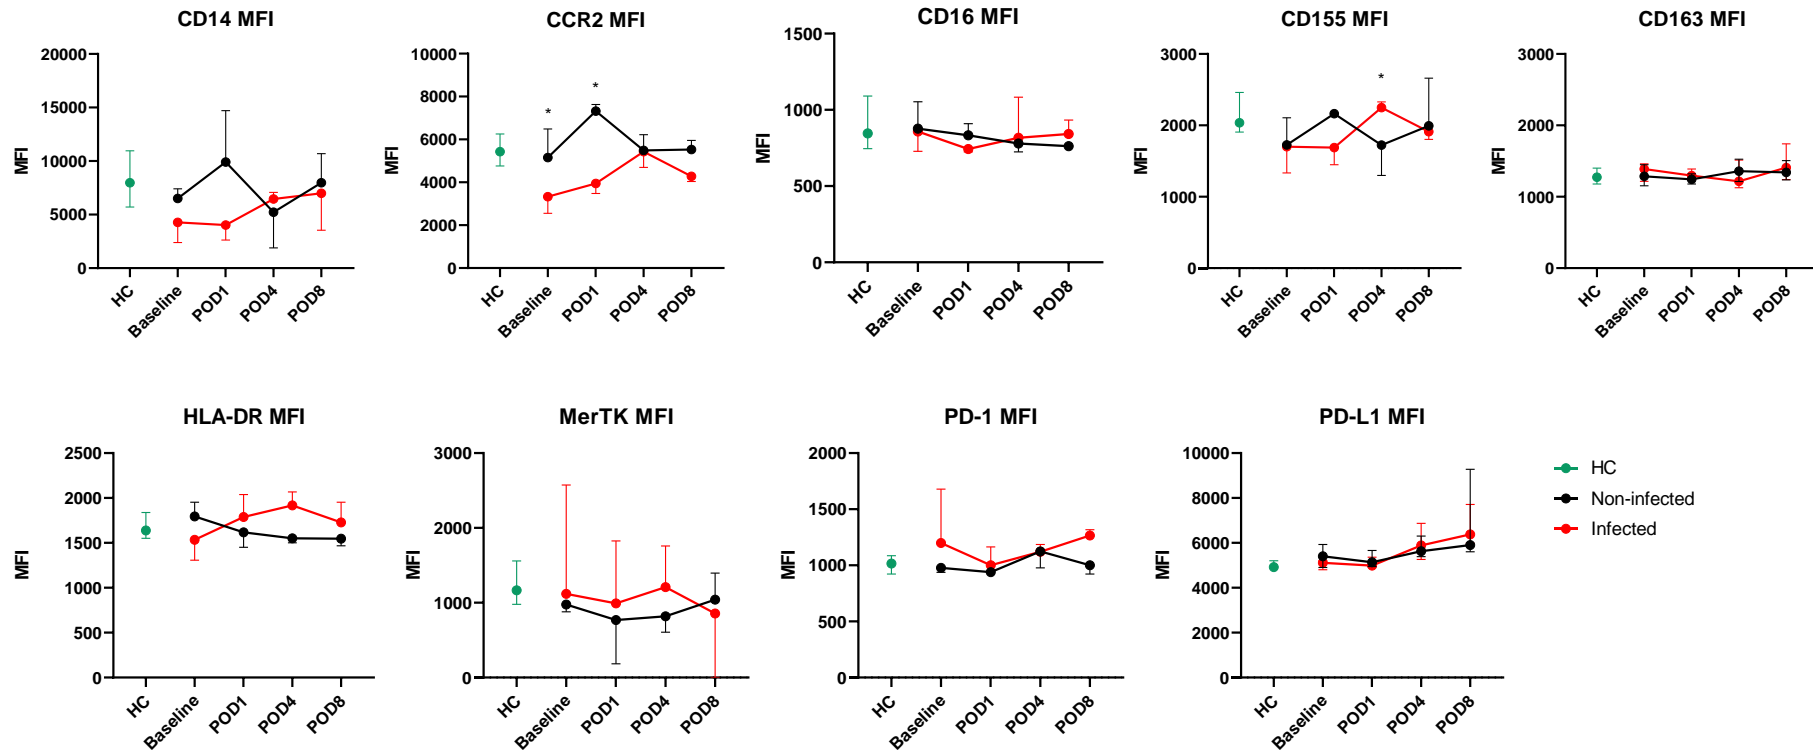 CD14 MFI
20000
15000
10000
5000
0
MFI
HC
Baseline
POD1
POD4
POD8
CCR2 MFI
10000
8000
6000
4000
2000
0
MFI
*
*
HC
Baseline
POD1
POD4
POD8
CD16 MFI
1500
1000
500
0
MFI
HC
Baseline
POD1
POD4
POD8
CD155 MFI
3000
2000
1000
0
MFI
*
HC
Baseline
POD1
POD4
POD8
CD163 MFI
3000
2000
1000
0
MFI
HC
Baseline
POD1
POD4
POD8
HLA-DR MFI
2500
2000
1500
1000
500
0
MFI
HC
Baseline
POD1
POD4
POD8
MerTK MFI
3000
2000
1000
0
MFI
HC
Baseline
POD1
POD4
POD8
PD-1 MFI
2000
1500
1000
500
0
MFI
HC
Baseline
POD1
POD4
POD8
PD-L1 MFI
10000
8000
6000
4000
2000
0
MFI
HC
Baseline
POD1
POD4
POD8
HC
Non-infected
Infected